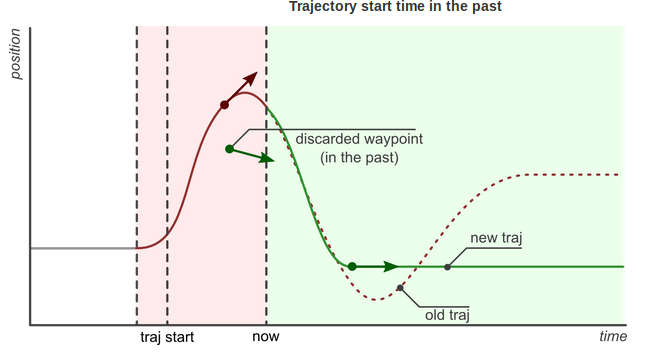 Trajectory start time in the past
position
discarded waypoint
(in the past)
new traj
old traj
traj start
now
time